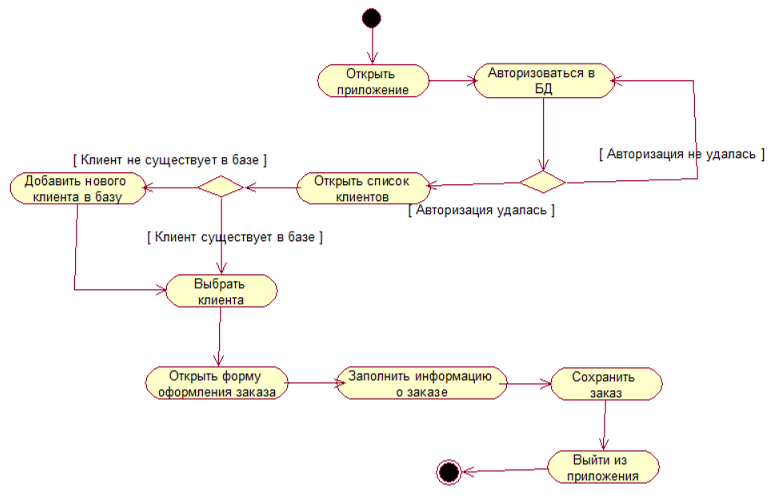 Открыть
приложение
Авторизоваться в
БД
[ Авторизация не удалась ]
[ Клиент не существует в базе ]
Добавить нового
клиента в базу
Открыть список
клиентов
[ Авторизация удалась ]
[ Клиент существует в базе ]
Выбрать
клиента
Открыть форму
оформления заказа
Заполнить информацию
о заказе
Сохранить
заказ
Выйти из
приложения